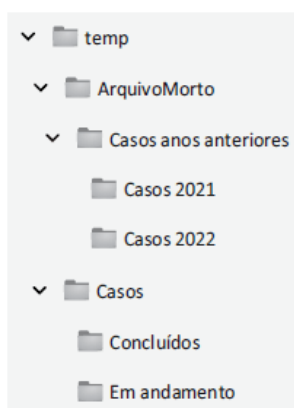 temp
ArquivoMorto
Casos anos anteriores
Casos 2021
Casos 2022
Casos
Concluídos
Em andamento